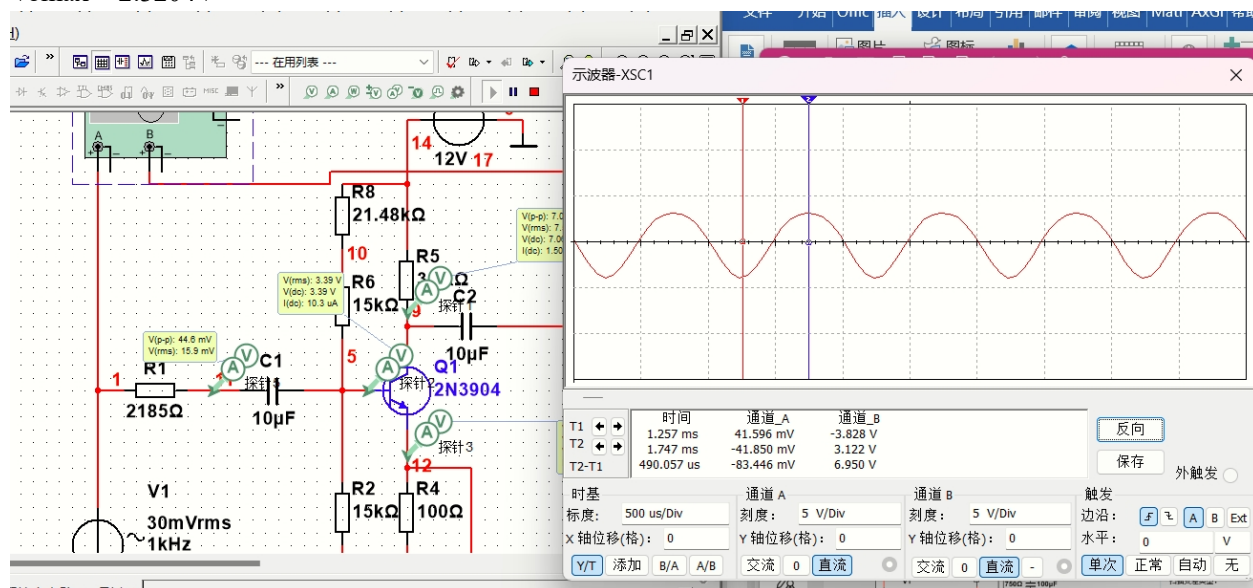 文件 开始 插入 设计 布局 引用 邮件 审阅 视图
--- 在用列表 ---
MISC
示波器-XSC1
A
B
14
12V 17
R8
21.48kΩ
10
R5
R6
15kΩ
V(rms): 3.39 V
V(dc): 3.39 V
I(dc): 10.3 uA
探针1
9
C2
10µF
V(p-p): 44.6 mV
V(rms): 15.9 mV
1
R1
2185Ω
C1
10µF
5
Q1
探针2
2N3904
探针3
12
R2
15kΩ
R4
100Ω
V1
30mVrms
1kHz
时间 通道_A 通道_B
T1 1.257 ms 41.596 mV -3.828 V
T2 1.747 ms -41.850 mV 3.122 V
T2-T1 490.057 us -83.446 mV 6.950 V
反向
保存
外触发
时基
标度: 500 us/Div
X 轴位移(格): 0
Y/T 添加 B/A A/B
通道 A
刻度: 5 V/Div
Y 轴位移(格): 0
交流 0 直流
通道 B
刻度: 5 V/Div
Y 轴位移(格): 0
交流 0 直流 -
触发
边沿: A B Ext
水平: 0 V
单次 正常 自动 无